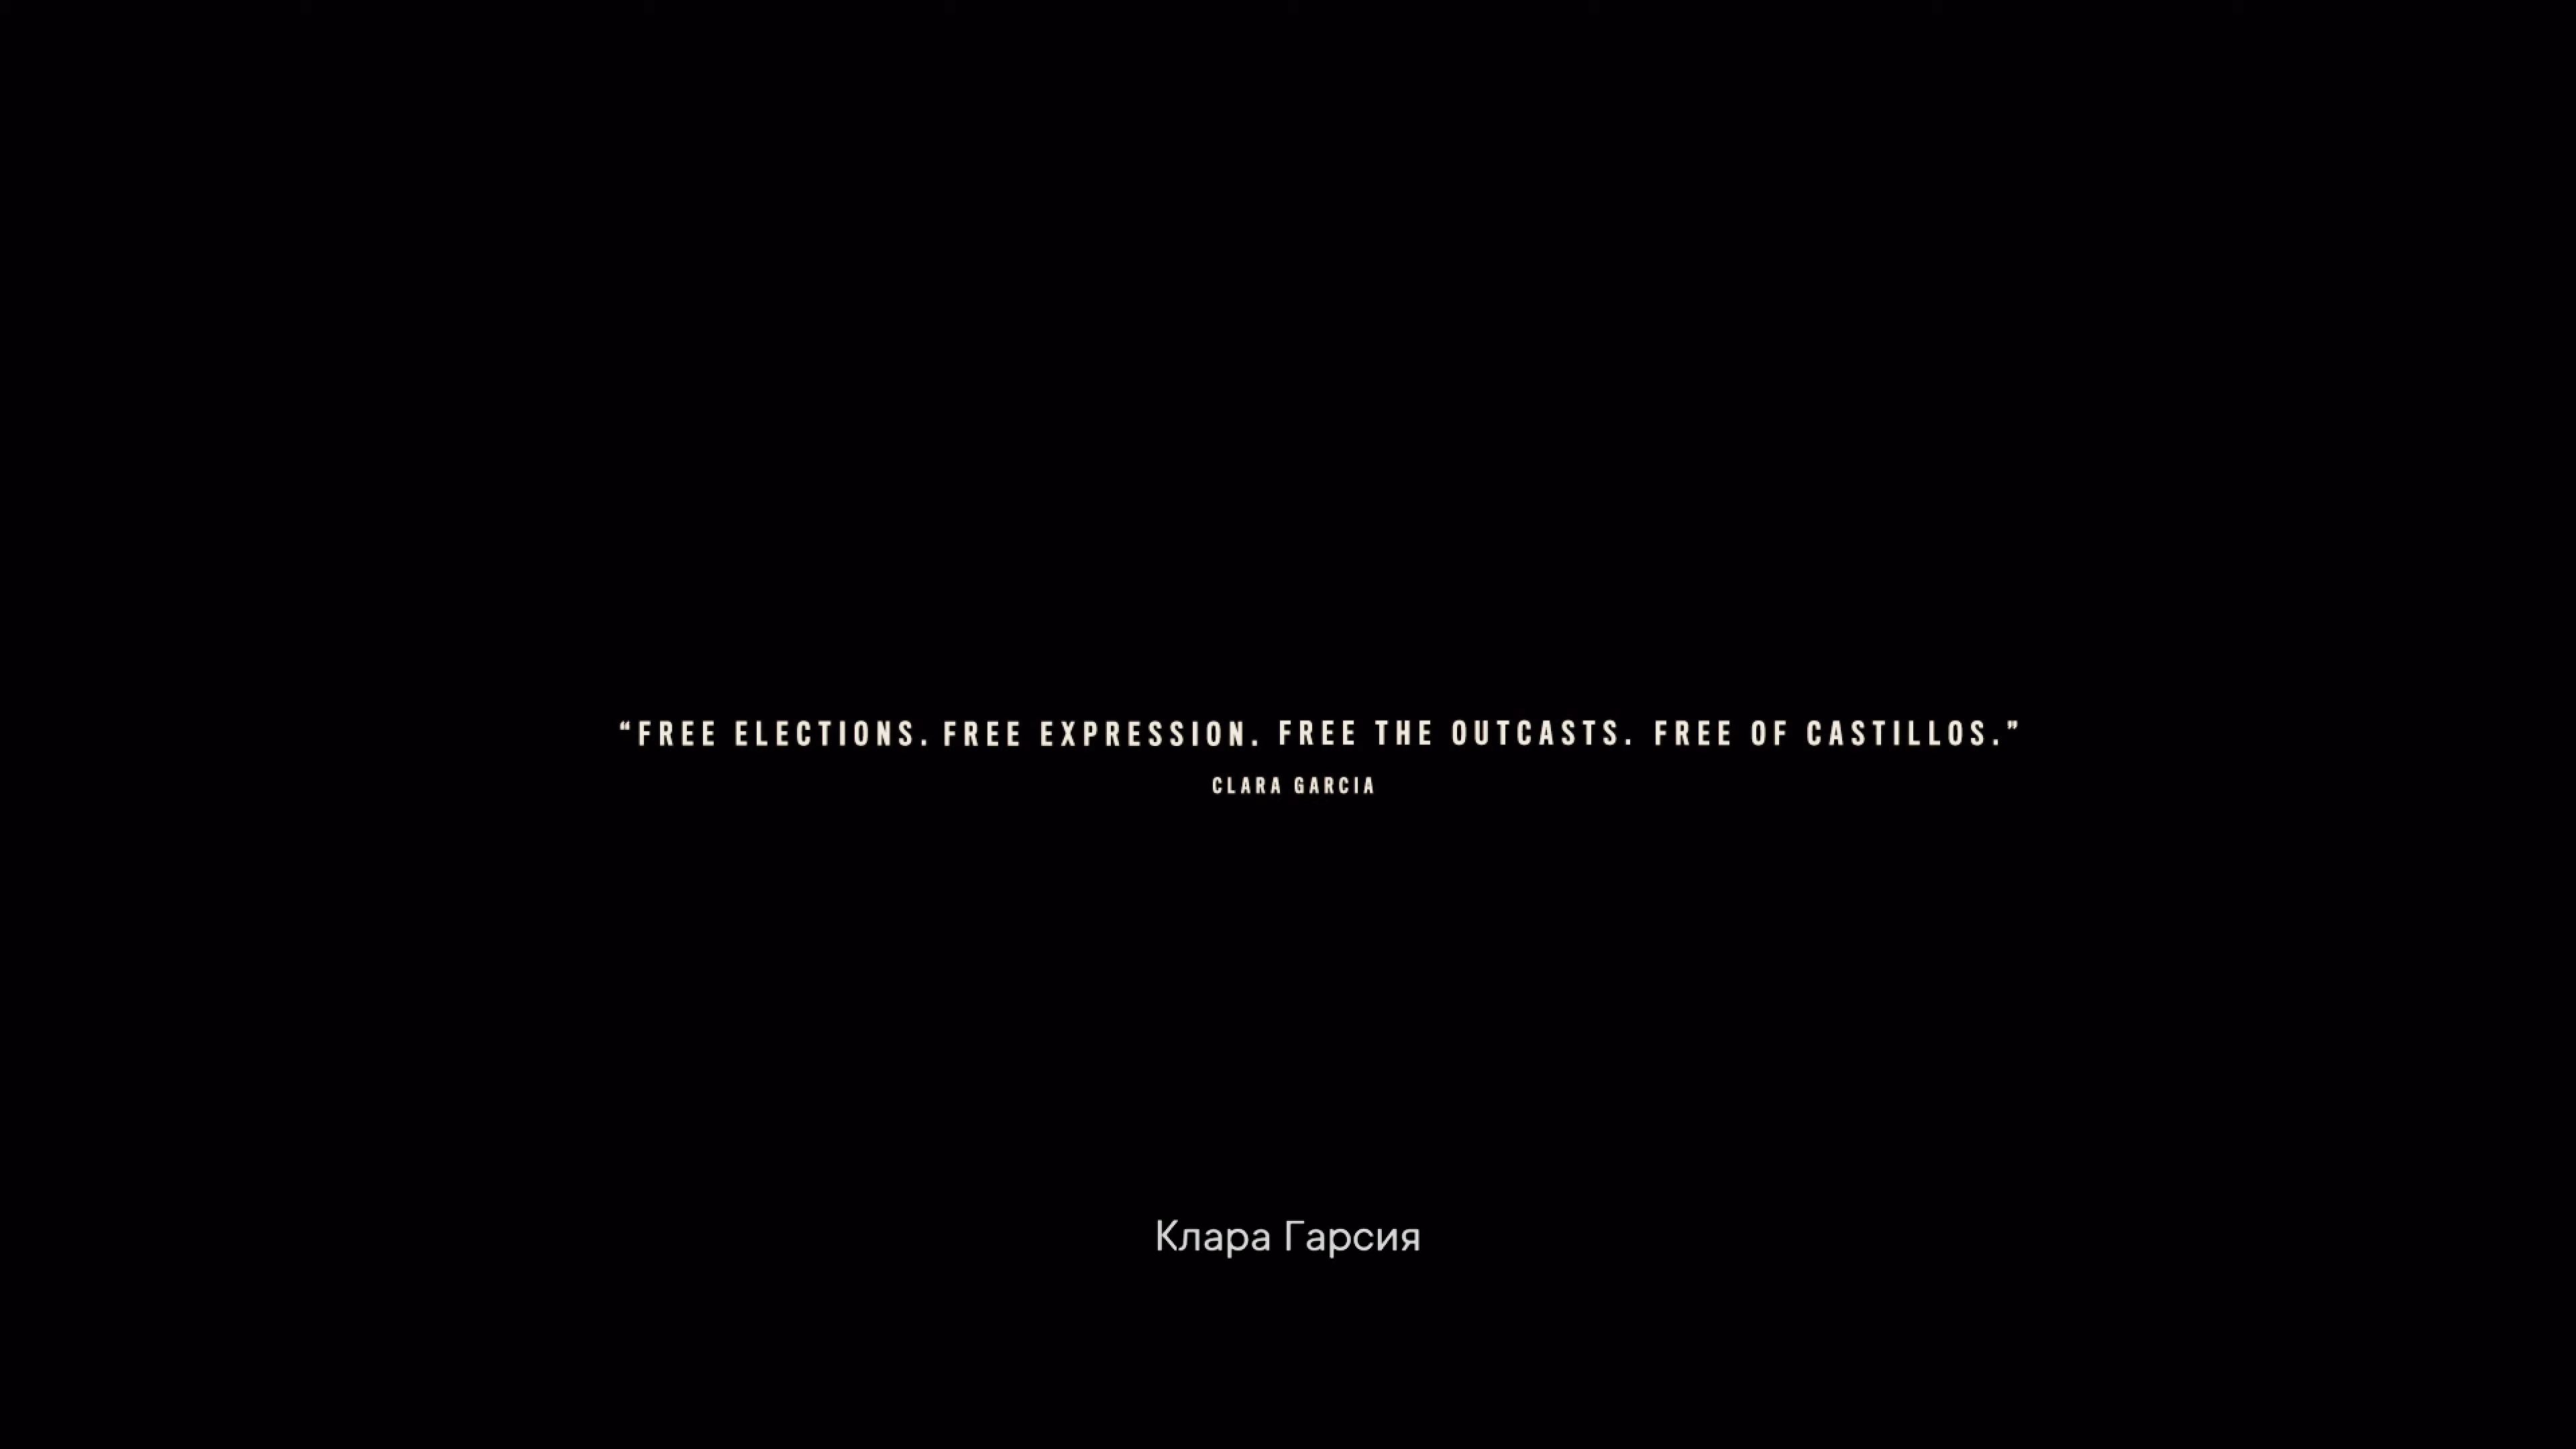 “FREE ELECTIONS. FREE EXPRESSION. FREE THE OUTCASTS. FREE OF CASTILLOS.”
CLARA GARCIA
Клара Гарсия